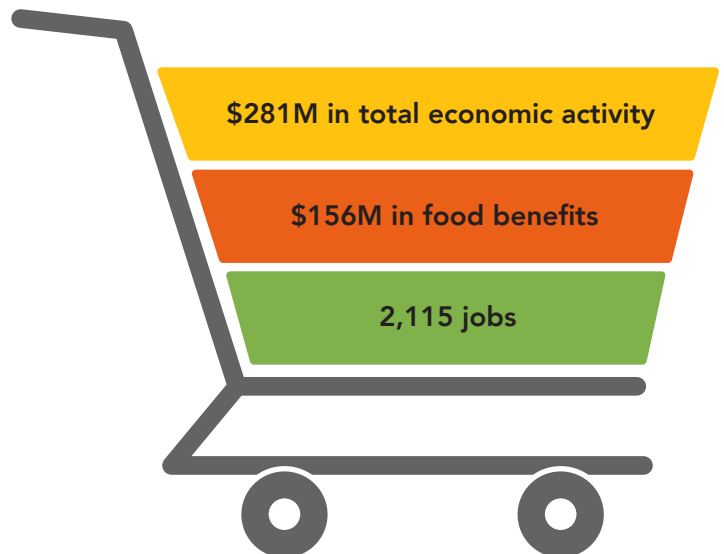 $281M in total economic activity
$156M in food benefits
2,115 jobs